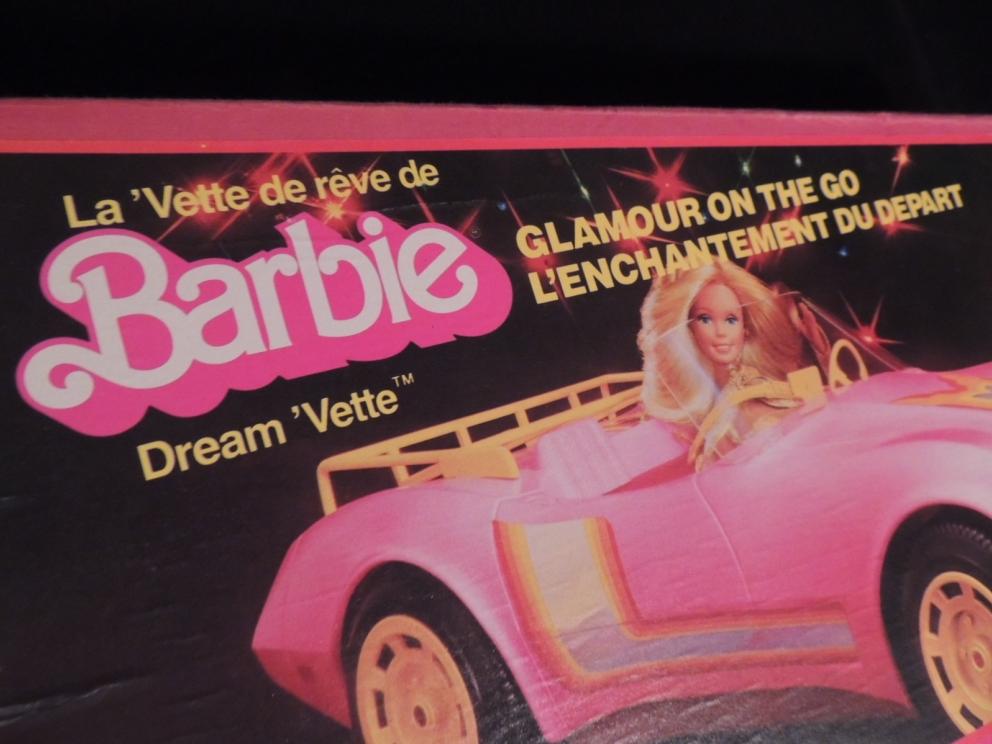 La 'Vette de rêve de
Barbie
Dream 'Vette™
GLAMOUR ON THE GO
L'ENCHANTEMENT DU DEPART